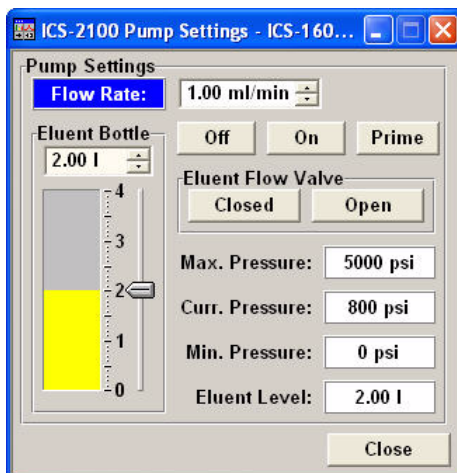 ICS-2100 Pump Settings - ICS-160...
Pump Settings
Flow Rate: 1.00 ml/min
Eluent Bottle
2.00 l
4
3
2
1
0
Off On Prime
Eluent Flow Valve
Closed Open
Max. Pressure: 5000 psi
Curr. Pressure: 800 psi
Min. Pressure: 0 psi
Eluent Level: 2.00 l
Close